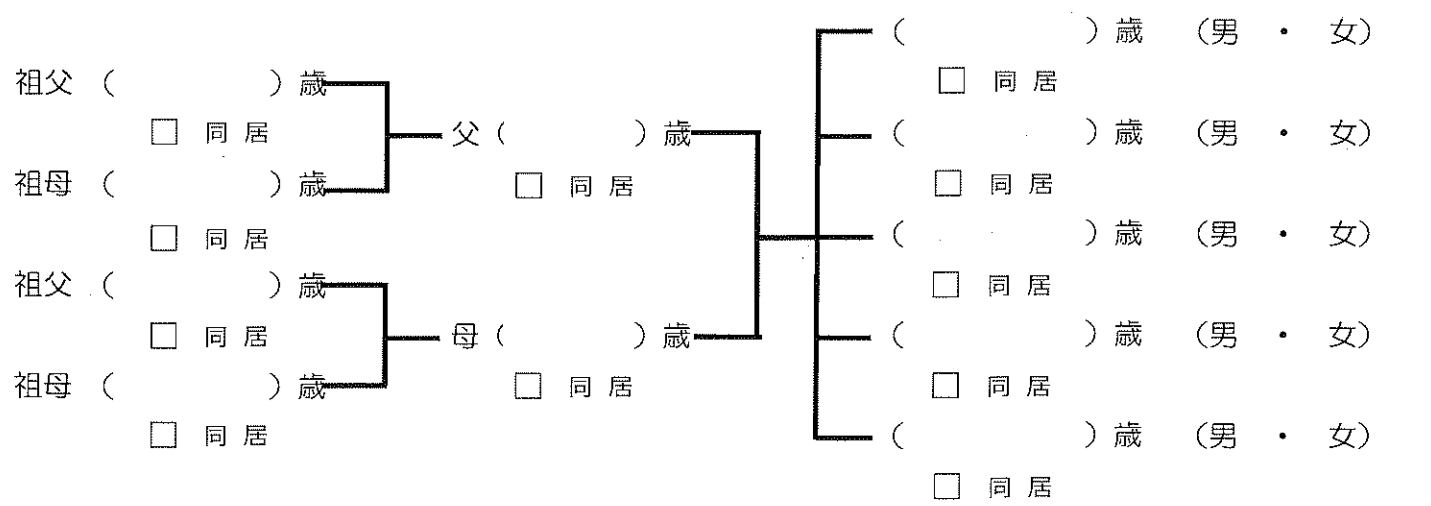 祖父 （　　　）歳
□ 同居
祖母 （　　　）歳
□ 同居
祖父 （　　　）歳
□ 同居
祖母 （　　　）歳
□ 同居
父（　　　）歳
□ 同居
母（　　　）歳
□ 同居
（　　　）歳 （男 ・ 女）
□ 同居
（　　　）歳 （男 ・ 女）
□ 同居
（　　　）歳 （男 ・ 女）
□ 同居
（　　　）歳 （男 ・ 女）
□ 同居
（　　　）歳 （男 ・ 女）
□ 同居